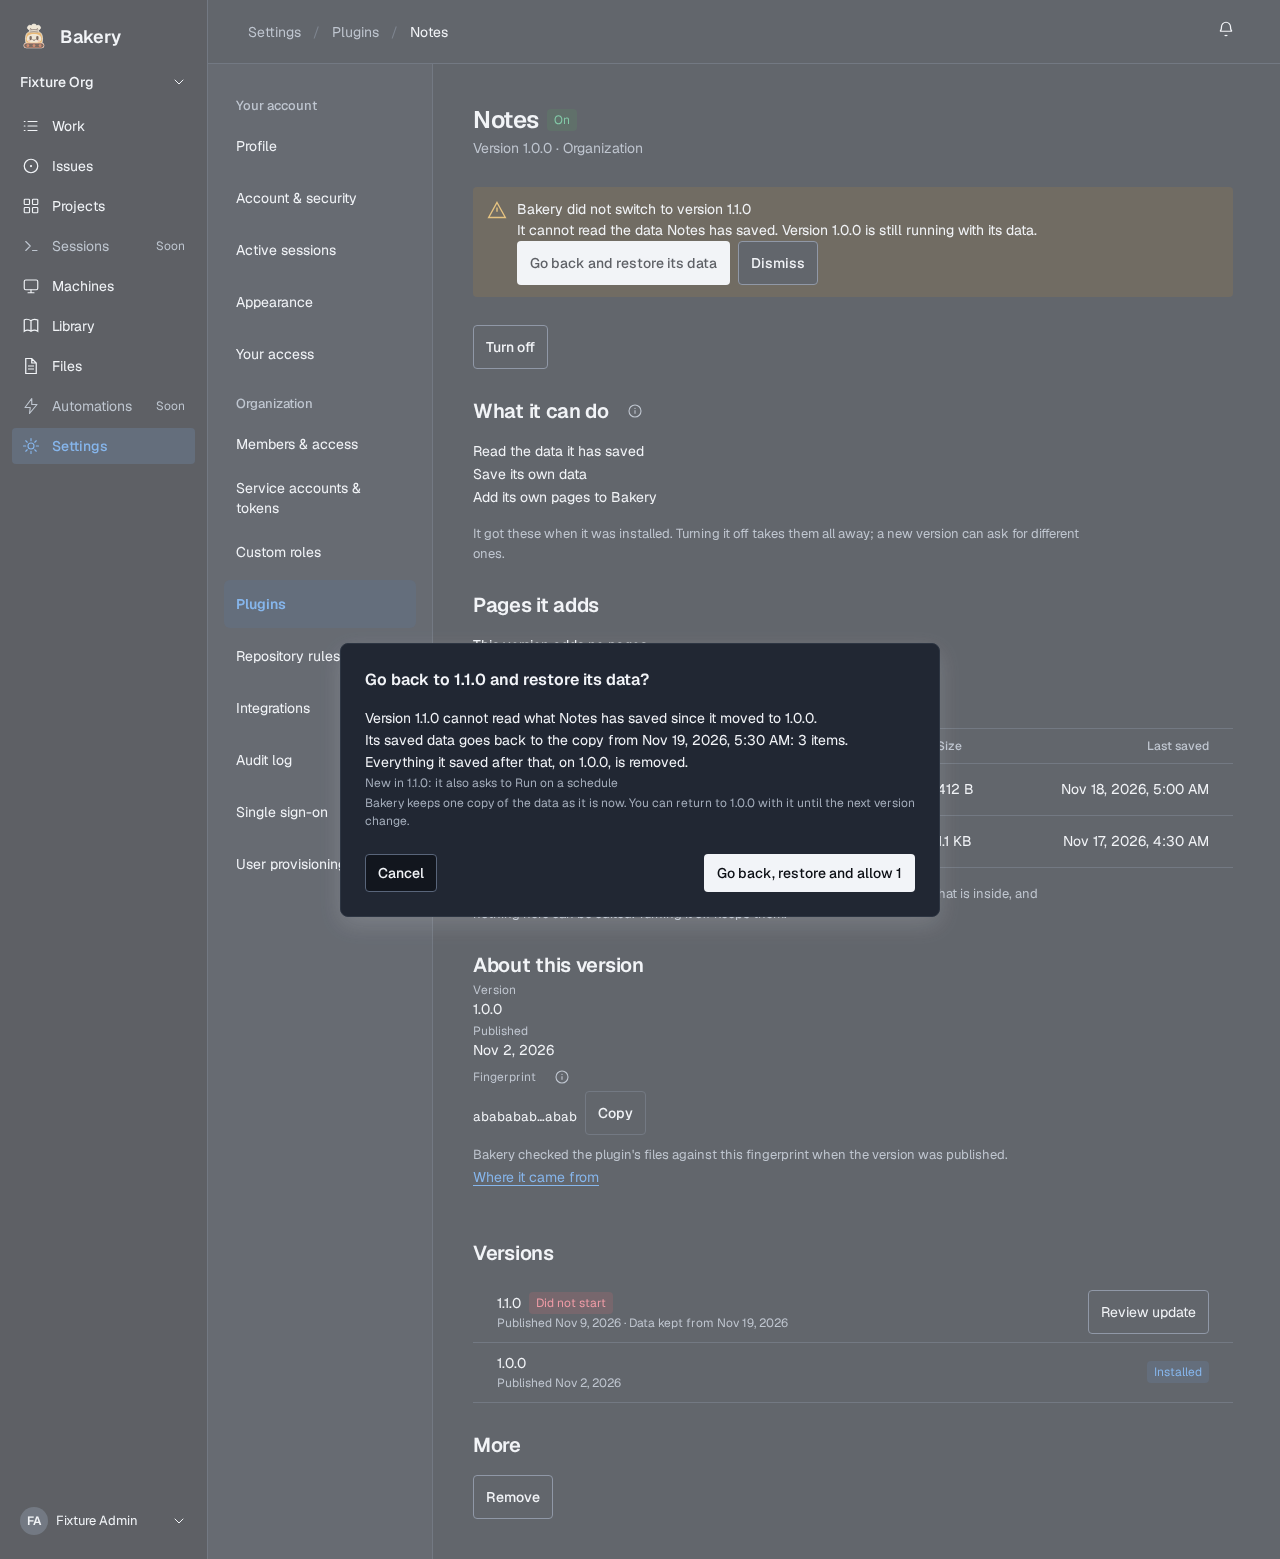 Bakery
Settings / Plugins / Notes
Fixture Org
Work
Issues
Projects
Sessions Soon
Machines
Library
Files
Automations Soon
Settings
FA Fixture Admin
Your account
Profile
Account & security
Active sessions
Appearance
Your access
Organization
Members & access
Service accounts &
tokens
Custom roles
Plugins
Repository rules
Integrations
Audit log
Single sign-on
User provisioning
Notes On
Version 1.0.0 · Organization
Bakery did not switch to version 1.1.0
It cannot read the data Notes has saved. Version 1.0.0 is still running with its data.
Go back and restore its data Dismiss
Turn off
What it can do
Read the data it has saved
Save its own data
Add its own pages to Bakery
It got these when it was installed. Turning it off takes them all away; a new version can ask for different
ones.
Pages it adds
Go back to 1.1.0 and restore its data?
Version 1.1.0 cannot read what Notes has saved since it moved to 1.0.0.
Its saved data goes back to the copy from Nov 19, 2026, 5:30 AM: 3 items.
Everything it saved after that, on 1.0.0, is removed.
New in 1.1.0: it also asks to Run on a schedule
Bakery keeps one copy of the data as it is now. You can return to 1.0.0 with it until the next version
change.
Cancel Go back, restore and allow 1
Size Last saved
412 B Nov 18, 2026, 5:00 AM
1.1 KB Nov 17, 2026, 4:30 AM
is inside, and
About this version
Version
1.0.0
Published
Nov 2, 2026
Fingerprint
abababab…abab Copy
Bakery checked the plugin's files against this fingerprint when the version was published.
Where it came from
Versions
1.1.0 Did not start
Published Nov 9, 2026 · Data kept from Nov 19, 2026
Review update
1.0.0
Published Nov 2, 2026
Installed
More
Remove